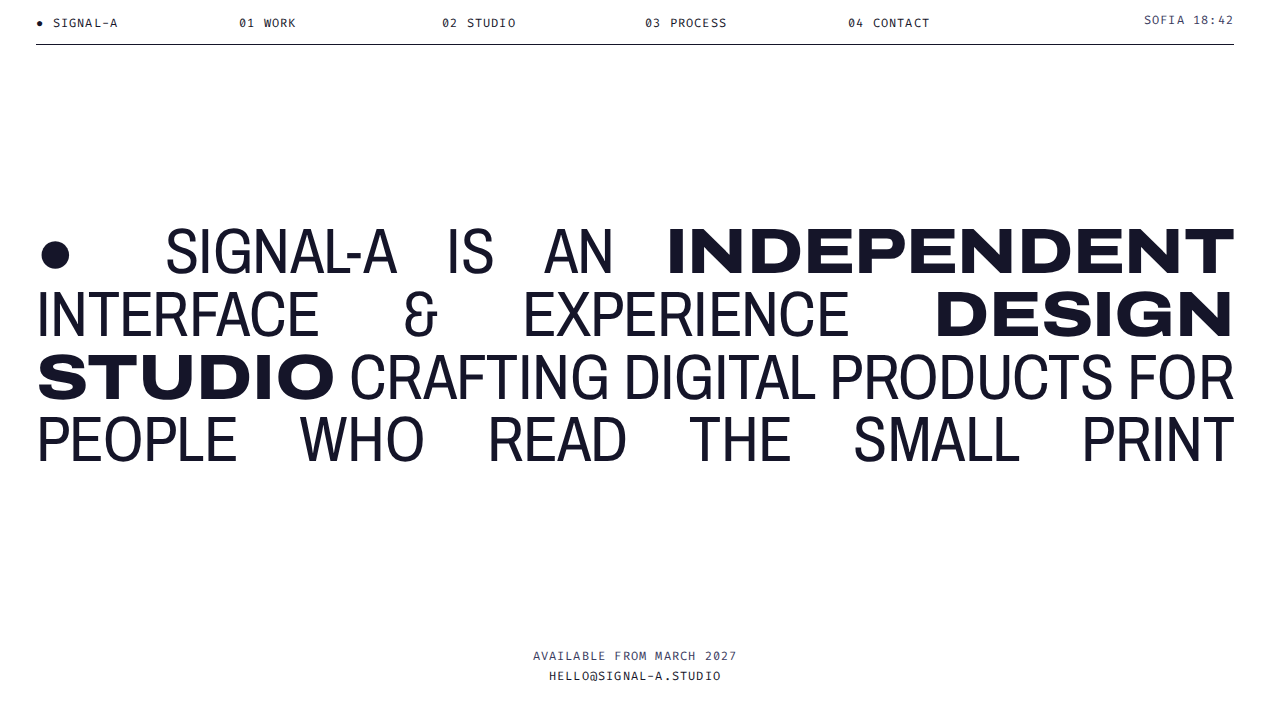 ● SIGNAL-A 01 WORK 02 STUDIO 03 PROCESS 04 CONTACT SOFIA 18:42
● SIGNAL-A IS AN INDEPENDENT
INTERFACE & EXPERIENCE DESIGN
STUDIO CRAFTING DIGITAL PRODUCTS FOR
PEOPLE WHO READ THE SMALL PRINT
AVAILABLE FROM MARCH 2027
HELLO@SIGNAL-A.STUDIO